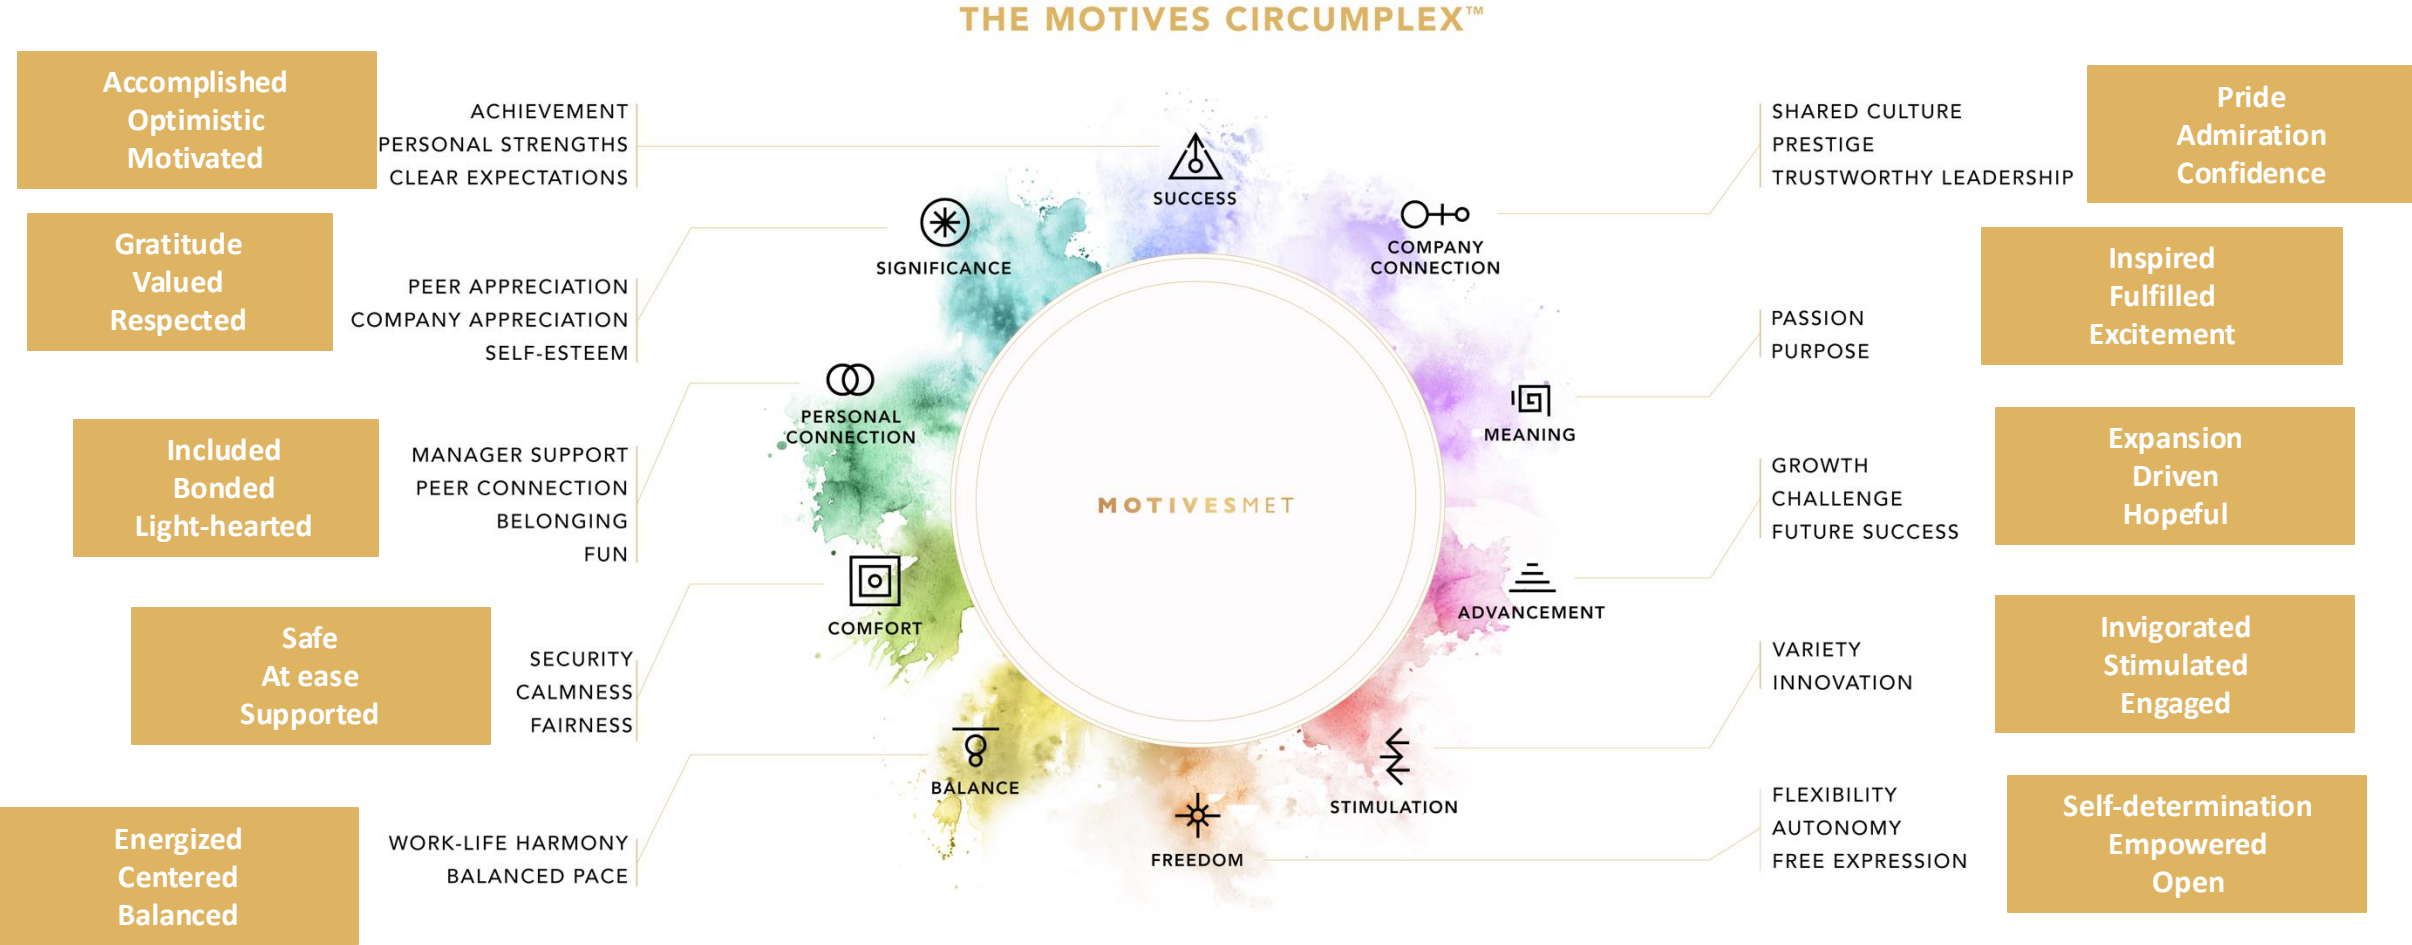 THE MOTIVES CIRCUMPLEX™
Accomplished
Optimistic
Motivated
ACHIEVEMENT
PERSONAL STRENGTHS
CLEAR EXPECTATIONS
SUCCESS
SHARED CULTURE
PRESTIGE
TRUSTWORTHY LEADERSHIP
Pride
Admiration
Confidence
Gratitude
Valued
Respected
PEER APPRECIATION
COMPANY APPRECIATION
SELF-ESTEEM
SIGNIFICANCE
COMPANY
CONNECTION
PASSION
PURPOSE
Inspired
Fulfilled
Excitement
Included
Bonded
Light-hearted
MANAGER SUPPORT
PEER CONNECTION
BELONGING
FUN
PERSONAL
CONNECTION
MOTIVESMET
MEANING
GROWTH
CHALLENGE
FUTURE SUCCESS
Expansion
Driven
Hopeful
Safe
At ease
Supported
SECURITY
CALMNESS
FAIRNESS
COMFORT
ADVANCEMENT
VARIETY
INNOVATION
Invigorated
Stimulated
Engaged
Energized
Centered
Balanced
WORK-LIFE HARMONY
BALANCED PACE
BALANCE
FREEDOM
STIMULATION
FLEXIBILITY
AUTONOMY
FREE EXPRESSION
Self-determination
Empowered
Open